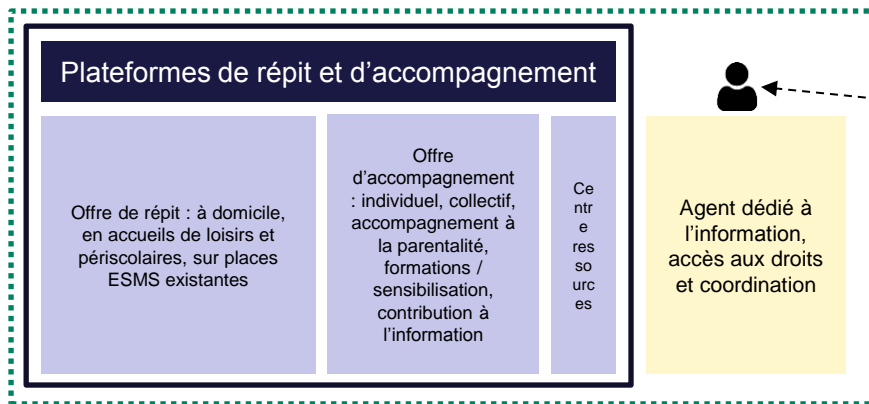 Plateformes de répit et d’accompagnement
Offre de répit : à domicile,
en accueils de loisirs et
périscolaires, sur places
ESMS existantes
Offre
d’accompagnement
: individuel, collectif,
accompagnement à
la parentalité,
formations /
sensibilisation,
contribution à
l’information
Ce
ntr
e
res
so
urc
es
Agent dédié à
l’information,
accès aux droits
et coordination